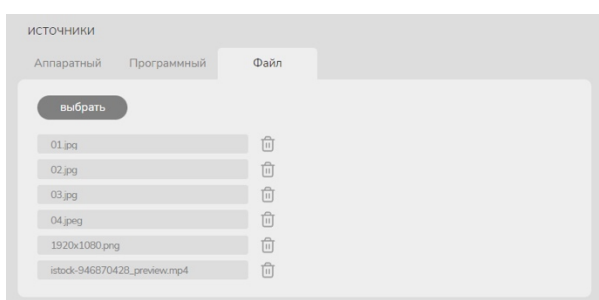 источники
Аппаратный Программный Файл
выбрать
01.jpg
02.jpg
03.jpg
04.jpeg
1920x1080.png
istock-946870428_preview.mp4